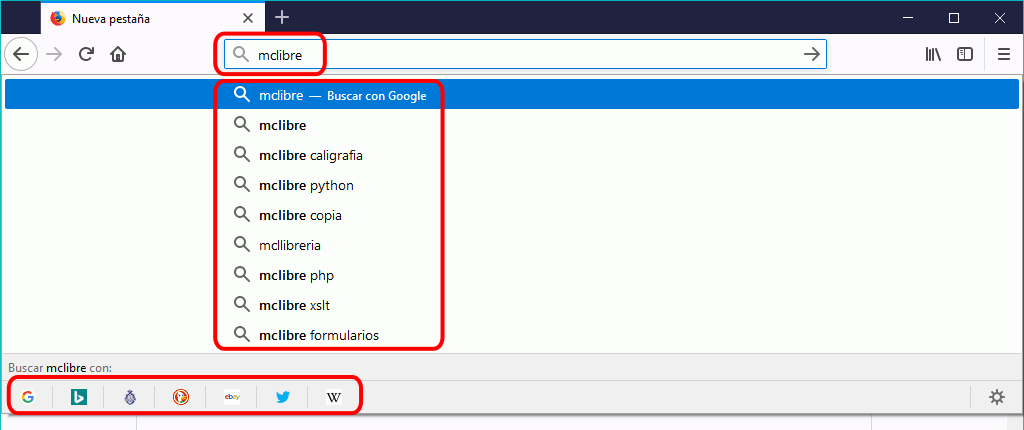 Nueva pestaña
mclibre
mclibre — Buscar con Google
mclibre
mclibre caligrafia
mclibre python
mclibre copia
mcllibreria
mclibre php
mclibre xslt
mclibre formularios
Buscar mclibre con:
G b ebay W